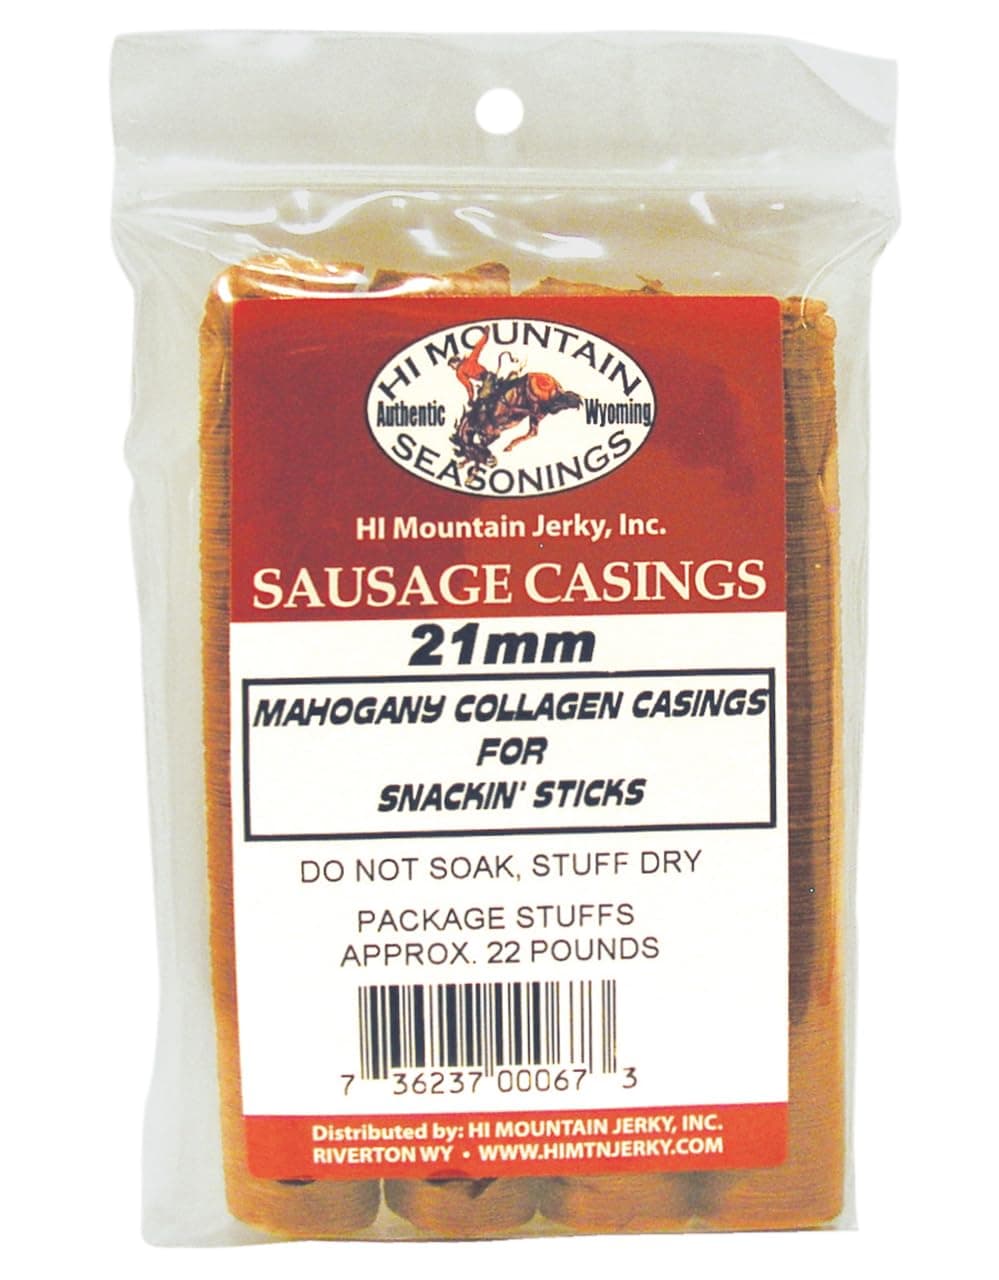 HI MOUNTAIN
Authentic Wyoming
SEASONINGS
HI Mountain Jerky, Inc.
SAUSAGE CASINGS
21mm
MAHOGANY COLLAGEN CASINGS
FOR
SNACKIN' STICKS
DO NOT SOAK, STUFF DRY
PACKAGE STUFFS
APPROX. 22 POUNDS
7 36237 00067 3
Distributed by: HI MOUNTAIN JERKY, INC.
RIVERTON WY • WWW.HIMTNJERKY.COM